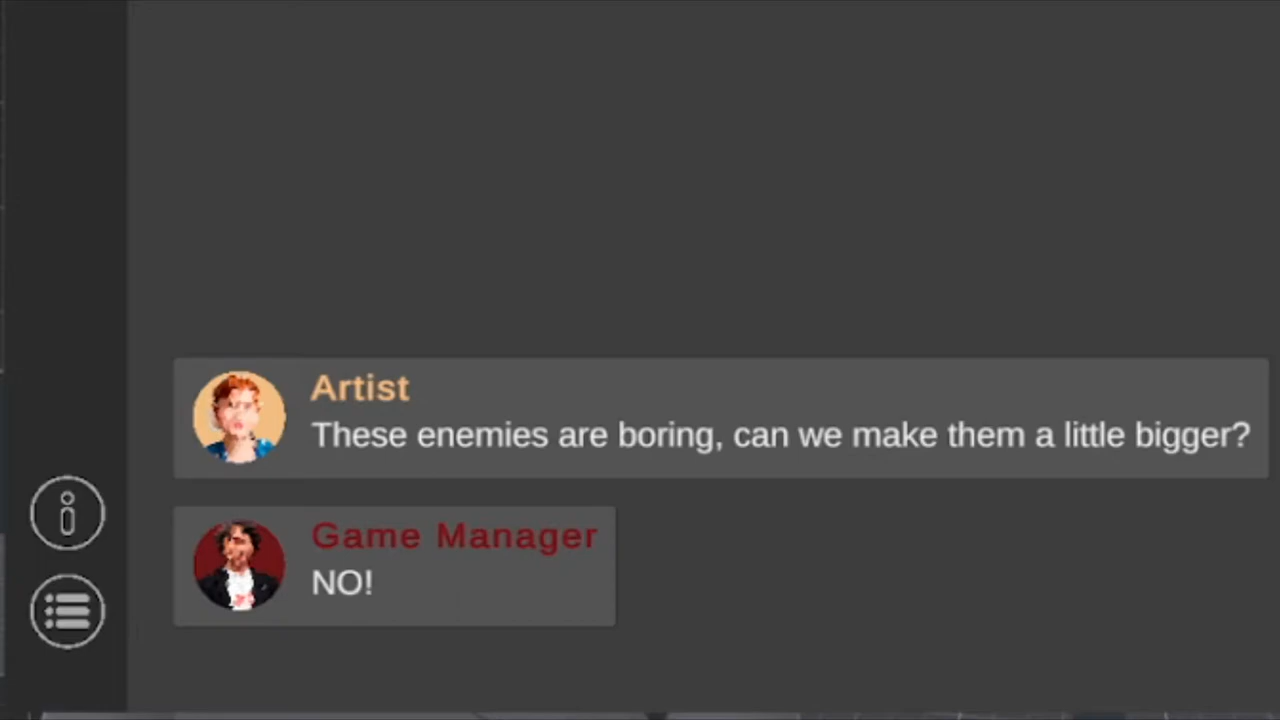 Artist
These enemies are boring, can we make them a little bigger?
Game Manager
NO!